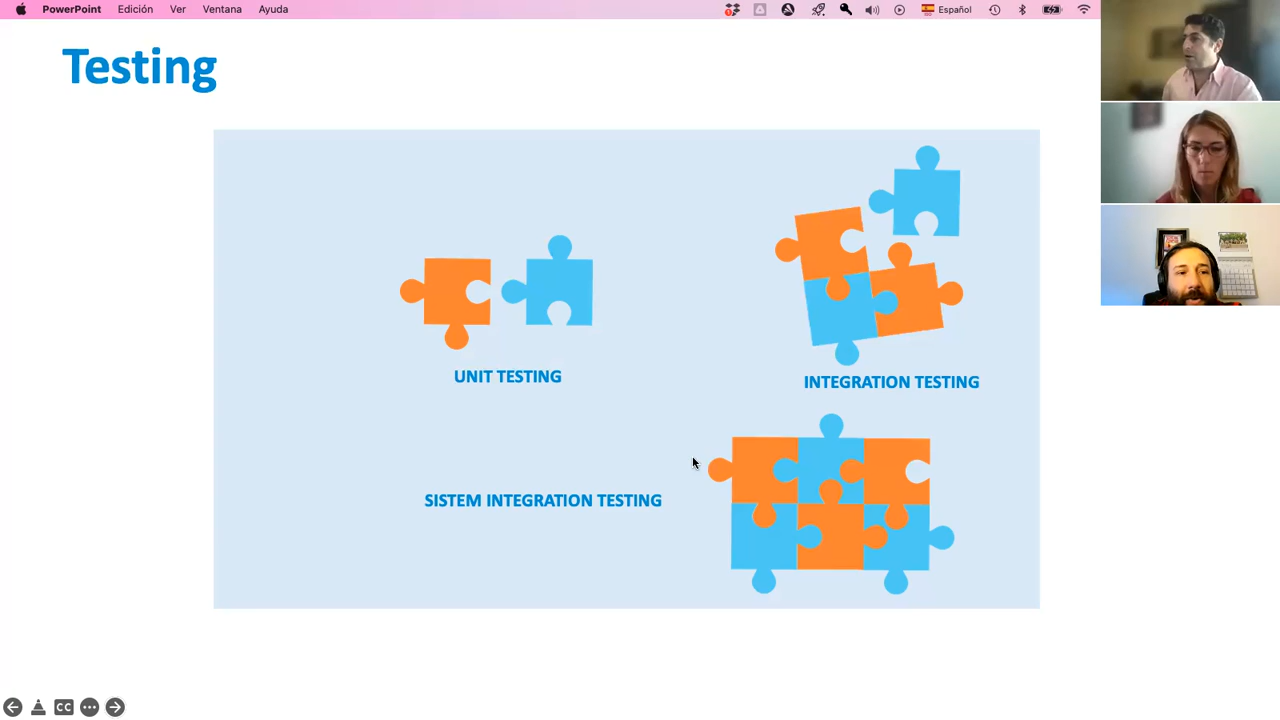 PowerPoint Edición Ver Ventana Ayuda Español
Testing
UNIT TESTING
INTEGRATION TESTING
SISTEM INTEGRATION TESTING
CC